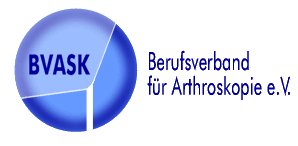 BVASK
Berufsverband
für Arthroskopie e.V.